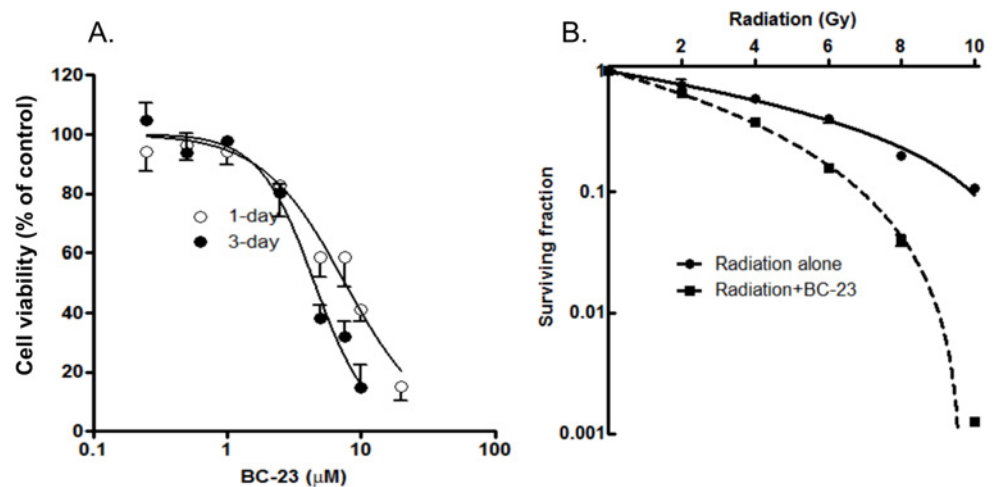 A.
120
100
80
60
40
20
0
Cell viability (% of control)
1-day
3-day
0.1
1
10
100
BC-23 (μM)
B.
Radiation (Gy)
2
4
6
8
10
1
0.1
0.01
0.001
Surviving fraction
Radiation alone
Radiation+BC-23